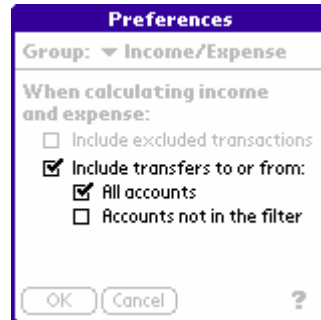 Preferences
Group: Income/Expense
When calculating income
and expense:
Include excluded transactions
Include transfers to or from:
All accounts
Accounts not in the filter
OK Cancel ?